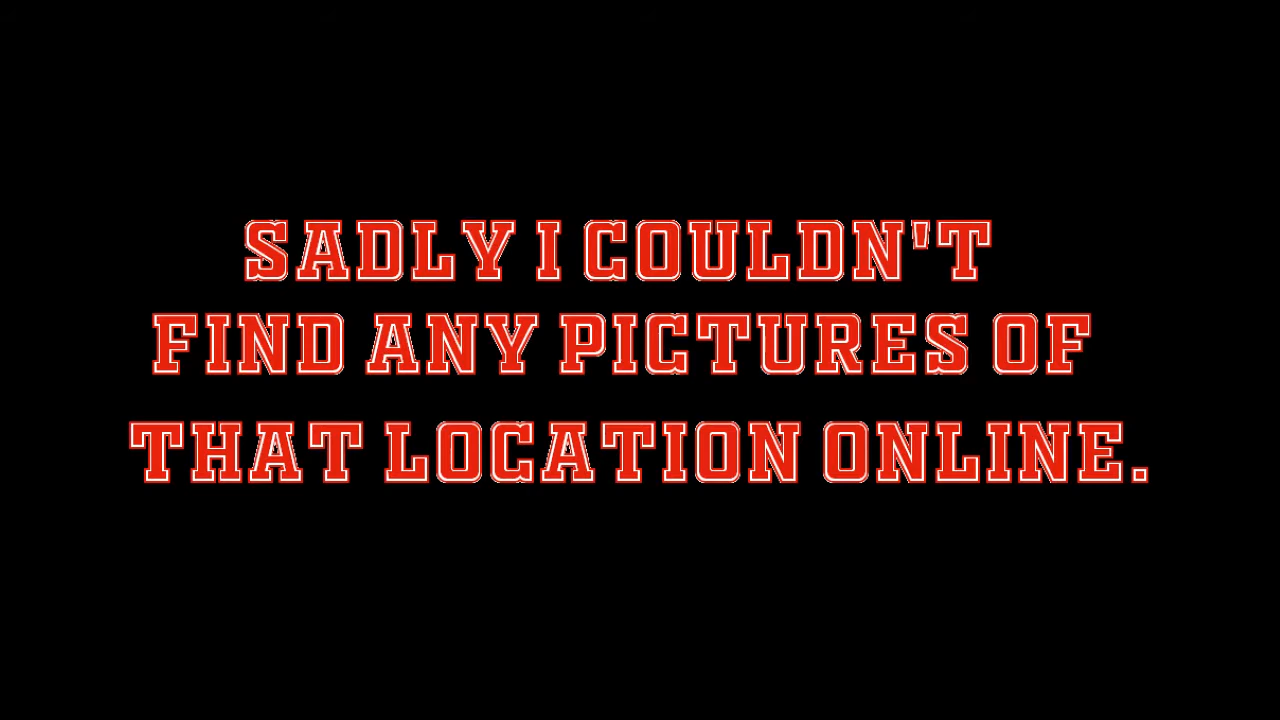 SADLY I COULDN'T
FIND ANY PICTURES OF
THAT LOCATION ONLINE.